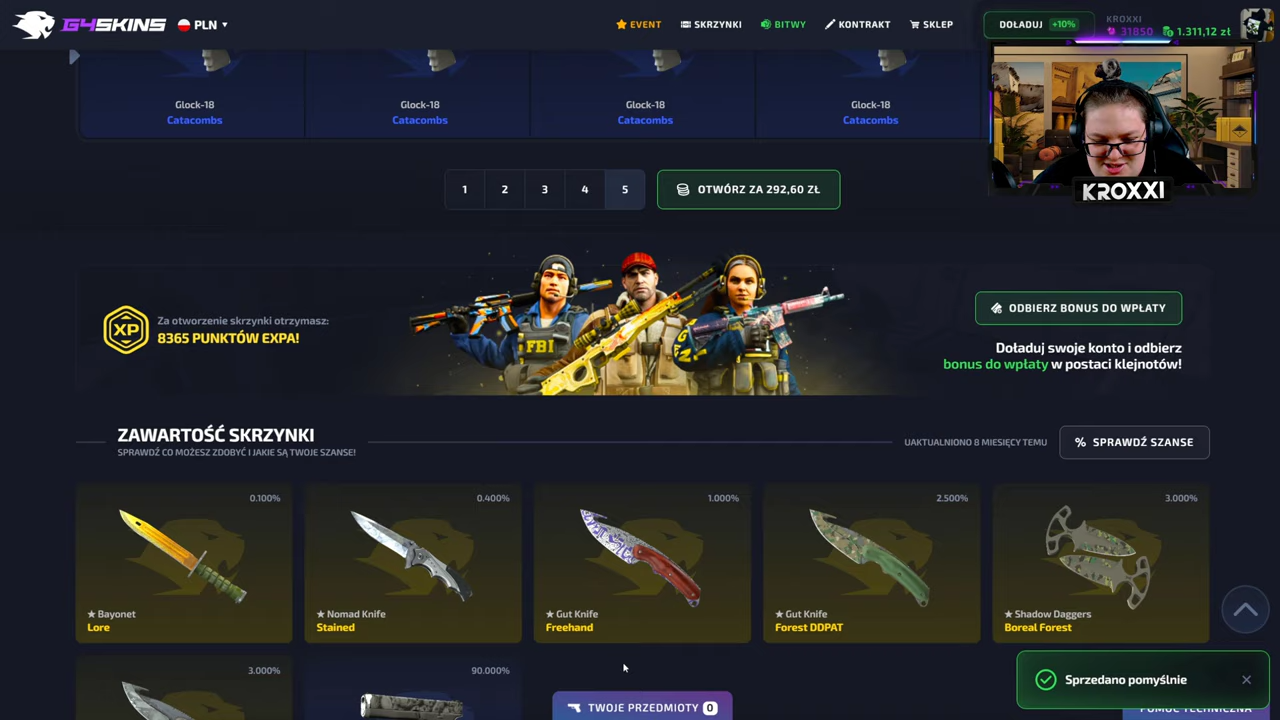 G4SKINS
PLN
EVENT
SKRZYNKI
BITWY
KONTRAKT
SKLEP
DOŁADUJ +10%
KROXXI
31850
1.311,12 zł
Glock-18
Catacombs
Glock-18
Catacombs
Glock-18
Catacombs
Glock-18
Catacombs
KROXXI
1 2 3 4 5
OTWÓRZ ZA 292,60 ZŁ
XP
Za otworzenie skrzynki otrzymasz:
8365 PUNKTÓW EXPA!
FBI
ODBIERZ BONUS DO WPŁATY
Doładuj swoje konto i odbierz
bonus do wpłaty w postaci klejnotów!
ZAWARTOŚĆ SKRZYNKI
SPRAWDŹ CO MOŻESZ ZDOBYĆ I JAKIE SĄ TWOJE SZANSE!
UAKTUALNIONO 8 MIESIĘCY TEMU
% SPRAWDŹ SZANSE
0.100%
★ Bayonet
Lore
0.400%
★ Nomad Knife
Stained
1.000%
★ Gut Knife
Freehand
2.500%
★ Gut Knife
Forest DDPAT
3.000%
★ Shadow Daggers
Boreal Forest
3.000%
90.000%
TWOJE PRZEDMIOTY 0
Sprzedano pomyślnie
POMOC TECHNICZNA